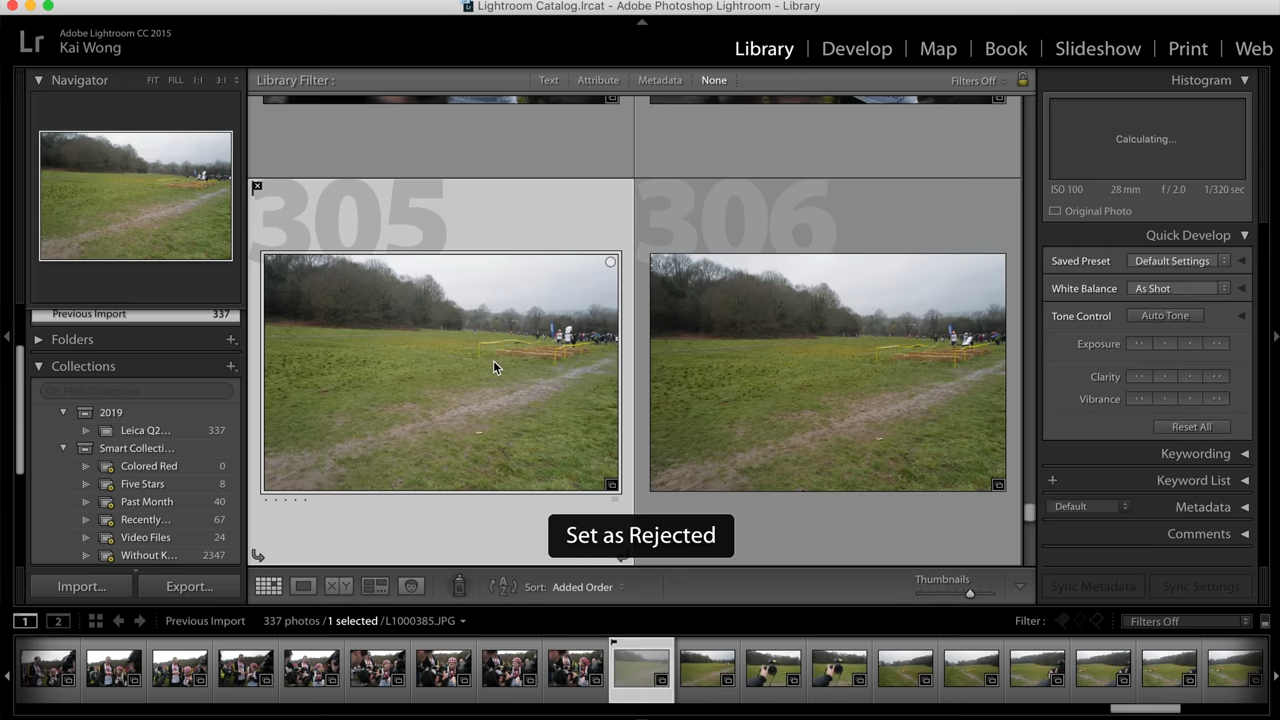 Lightroom Catalog.lrcat - Adobe Photoshop Lightroom - Library
Lr
Adobe Lightroom CC 2015
Kai Wong
Library | Develop | Map | Book | Slideshow | Print | Web
Navigator FIT FILL 1:1 3:1
Library Filter : Text Attribute Metadata None Filters Off
Histogram
Calculating...
ISO 100 28 mm f / 2.0 1/320 sec
Original Photo
305
306
Quick Develop
Saved Preset Default Settings
White Balance As Shot
Tone Control Auto Tone
Exposure
Clarity
Vibrance
Reset All
Keywording
Keyword List
Default Metadata
Comments
Sync Metadata Sync Settings
Previous Import 337
Folders
Collections
Filter Collections
2019
Leica Q2... 337
Smart Collecti...
Colored Red 0
Five Stars 8
Past Month 40
Recently... 67
Video Files 24
Without K... 2347
Import... Export...
Set as Rejected
Sort: Added Order
Thumbnails
1 2 Previous Import 337 photos / 1 selected / L1000385.JPG
Filter : Filters Off